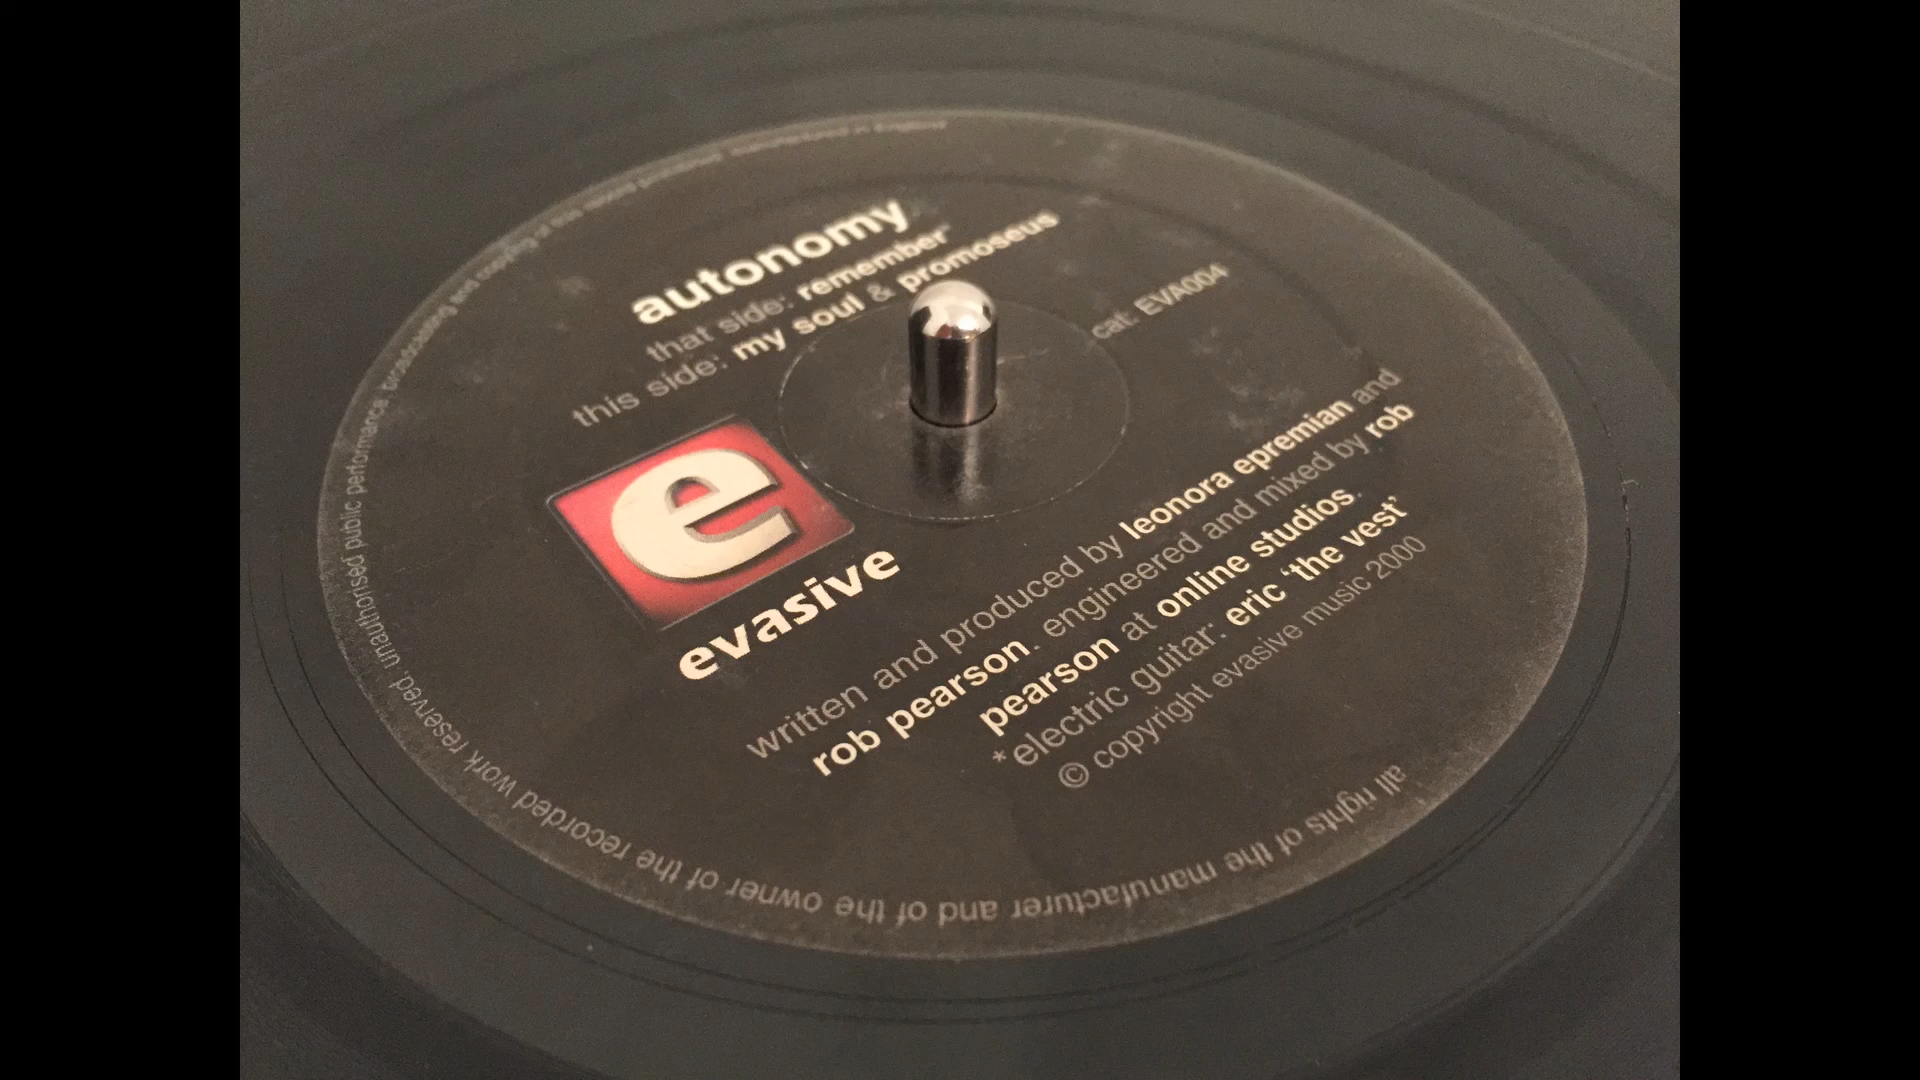 autonomy
that side: remember*
this side: my soul & promoseus
cat: EVA004
e
evasive
written and produced by leonora epremian and
rob pearson. engineered and mixed by rob
pearson at online studios.
*electric guitar: eric ‘the vest’
© copyright evasive music 2000
all rights of the manufacturer and of the owner of the recorded work reserved. unauthorised public performance, broadcasting and copying of this record prohibited. manufactured in England